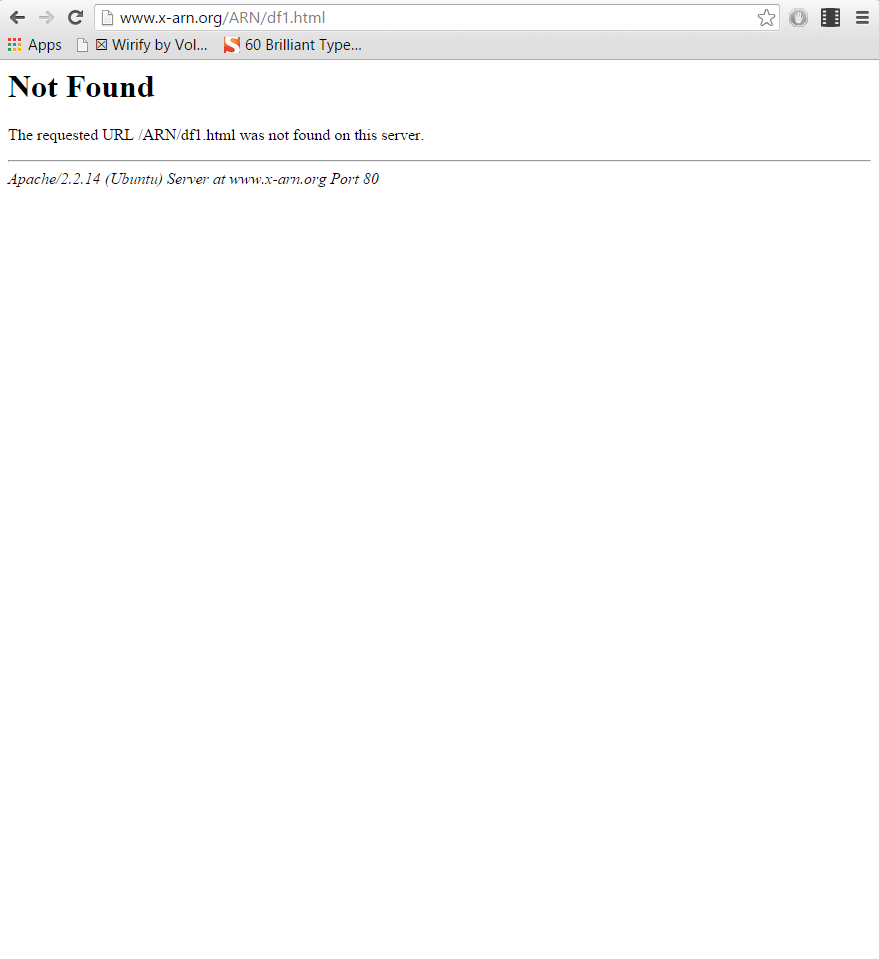 www.x-arn.org/ARN/df1.html
Apps ☒ Wirify by Vol... 60 Brilliant Type...
Not Found
The requested URL /ARN/df1.html was not found on this server.
Apache/2.2.14 (Ubuntu) Server at www.x-arn.org Port 80